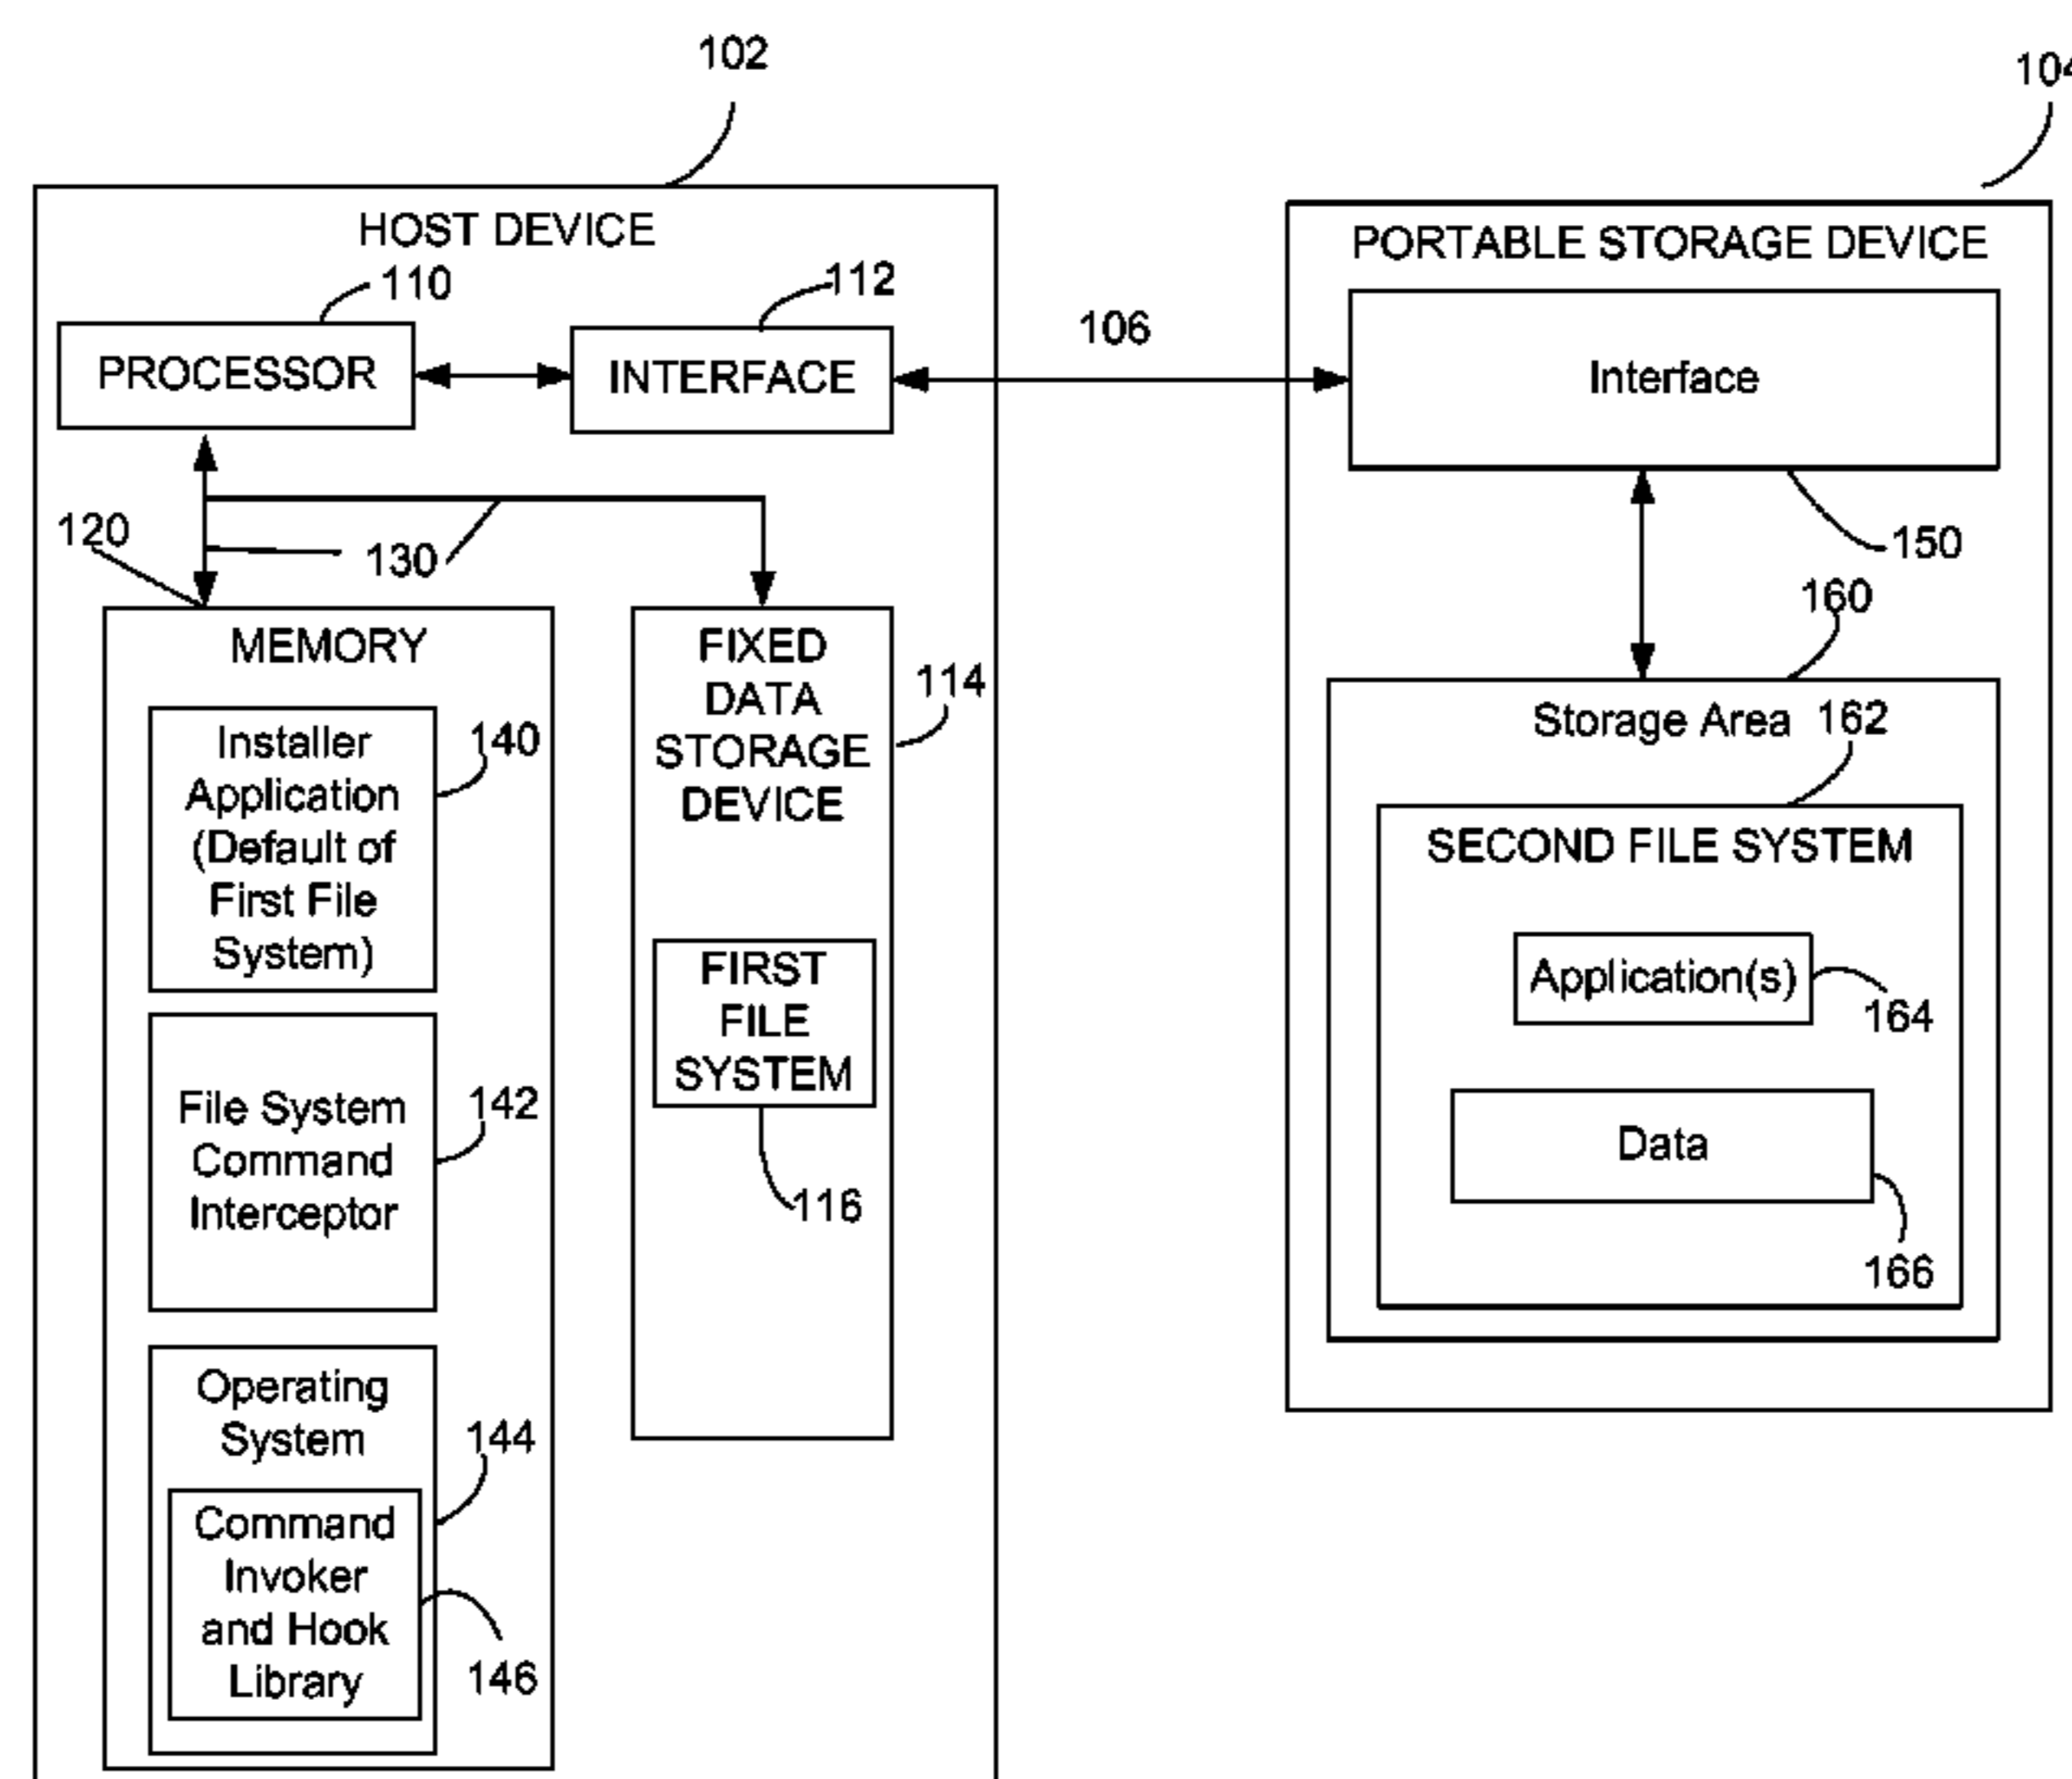 102
104
HOST DEVICE
110
112
PROCESSOR
INTERFACE
106
PORTABLE STORAGE DEVICE
Interface
120
130
150
160
MEMORY
Installer
Application
(Default of
First File
System)
140
File System
Command
Interceptor
142
Operating
System
144
Command
Invoker
and Hook
Library
146
FIXED
DATA
STORAGE
DEVICE
114
FIRST
FILE
SYSTEM
116
Storage Area
162
SECOND FILE SYSTEM
Application(s)
164
Data
166